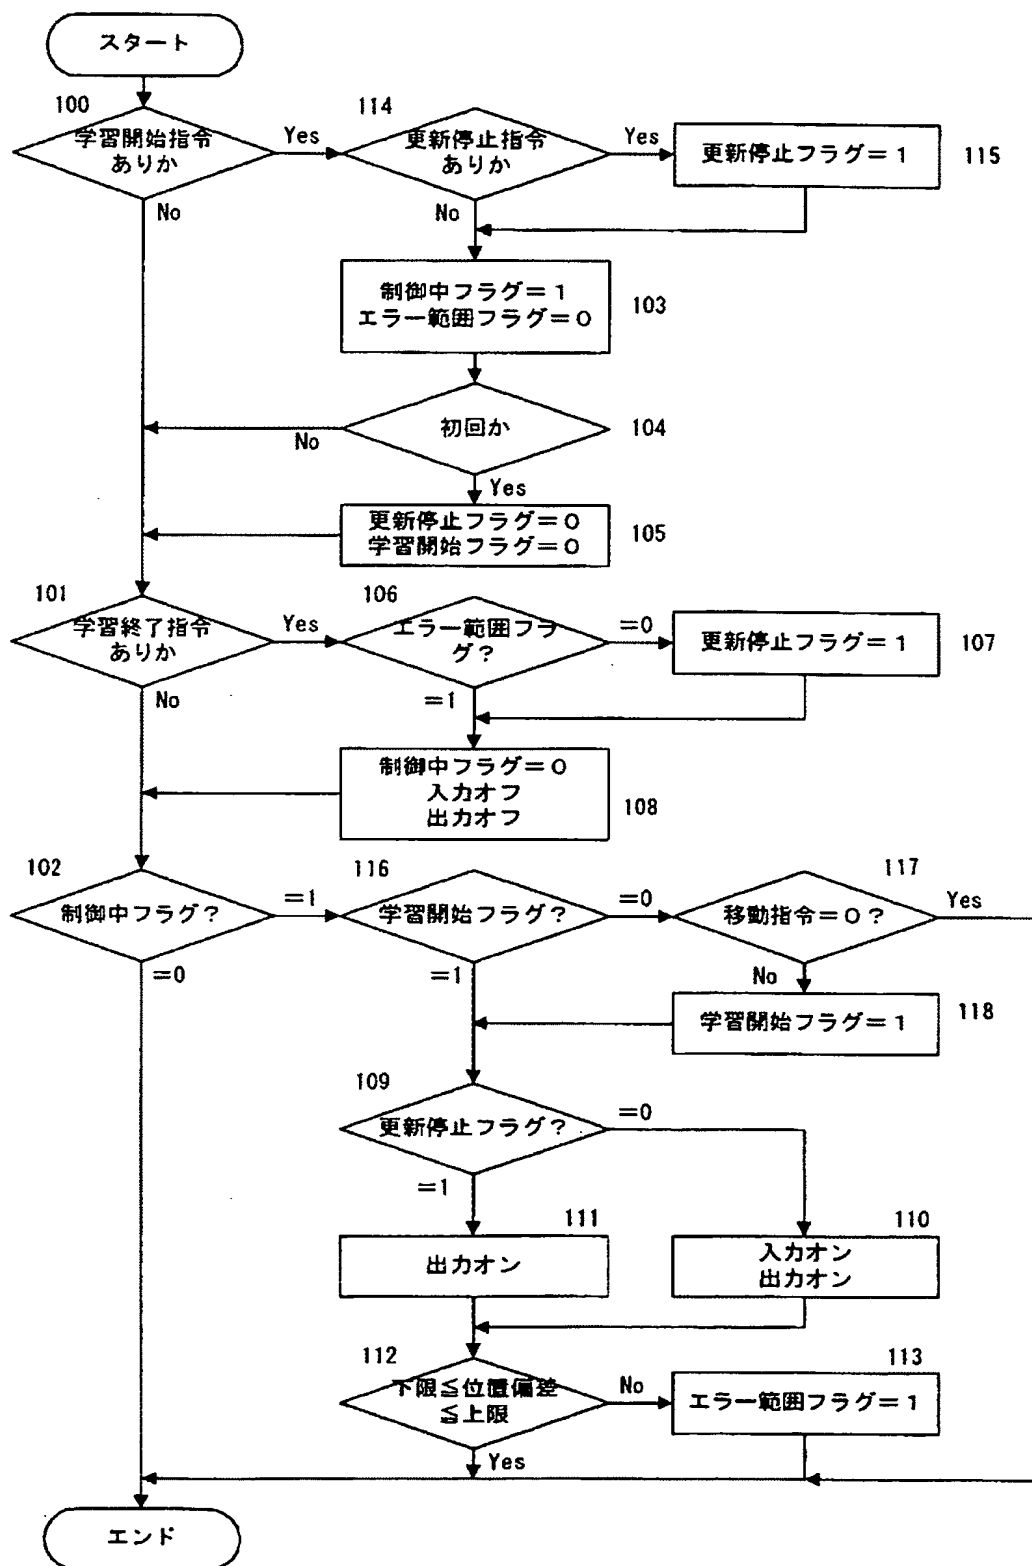 スタート
100
学習開始指令
ありか
Yes
No
114
更新停止指令
ありか
Yes
No
更新停止フラグ=1
115
制御中フラグ=1
エラー範囲フラグ=0
103
初回か
104
No
Yes
更新停止フラグ=0
学習開始フラグ=0
105
101
学習終了指令
ありか
Yes
No
106
エラー範囲フラ
グ?
=0
=1
更新停止フラグ=1
107
制御中フラグ=0
入力オフ
出力オフ
108
102
制御中フラグ?
=1
=0
116
学習開始フラグ?
=0
=1
117
移動指令=0?
Yes
No
学習開始フラグ=1
118
109
更新停止フラグ?
=0
=1
111
出力オン
110
入力オン
出力オン
112
下限≦位置偏差
≦上限
No
Yes
113
エラー範囲フラグ=1
エンド